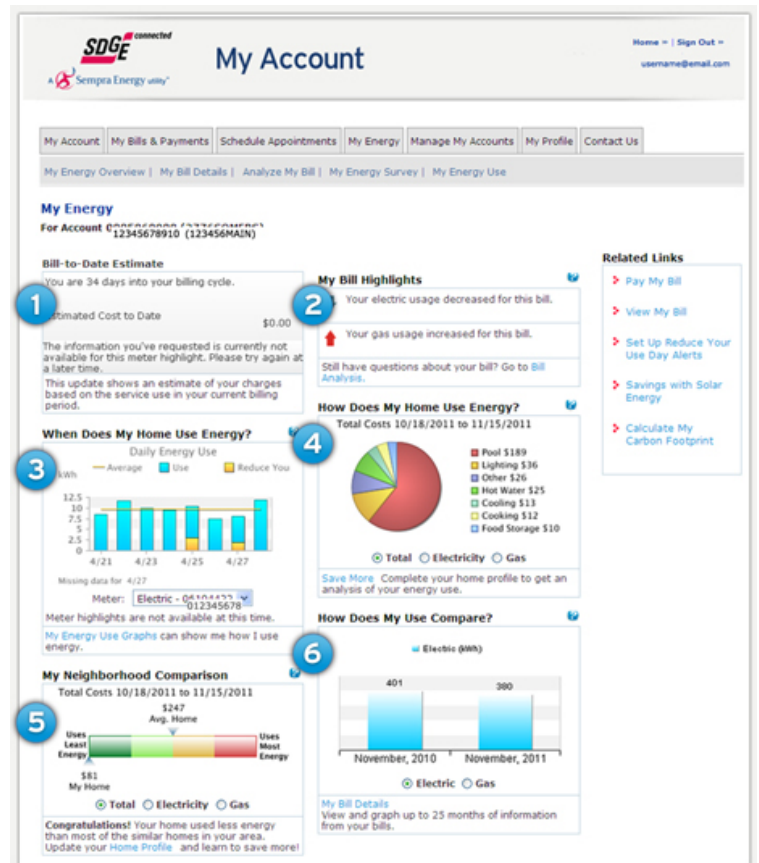 SDGE connected
A Sempra Energy utility®
My Account
Home | Sign Out
username@email.com
My Account My Bills & Payments Schedule Appointments My Energy Manage My Accounts My Profile Contact Us
My Energy Overview | My Bill Details | Analyze My Bill | My Energy Survey | My Energy Use
My Energy
For Account
12345678910 (123456MAIN)
Bill-to-Date Estimate
You are 34 days into your billing cycle.
1
Estimated Cost to Date
$0.00
The information you've requested is currently not
available for this meter highlight. Please try again at
a later time.
This update shows an estimate of your charges
based on the service use in your current billing
period.
My Bill Highlights
2
Your electric usage decreased for this bill.
Your gas usage increased for this bill.
Still have questions about your bill? Go to Bill
Analysis.
Related Links
Pay My Bill
View My Bill
Set Up Reduce Your
Use Day Alerts
Savings with Solar
Energy
Calculate My
Carbon Footprint
When Does My Home Use Energy?
3
Daily Energy Use
Average Use Reduce You
kWh
12.5
10
7.5
5
2.5
0
4/21 4/23 4/25 4/27
Missing data for 4/27
Meter: Electric -
012345678
Meter highlights are not available at this time.
My Energy Use Graphs can show me how I use
energy.
How Does My Home Use Energy?
4
Total Costs 10/18/2011 to 11/15/2011
Pool $189
Lighting $36
Other $26
Hot Water $25
Cooling $13
Cooking $12
Food Storage $10
Total Electricity Gas
Save More Complete your home profile to get an
analysis of your energy use.
My Neighborhood Comparison
5
Total Costs 10/18/2011 to 11/15/2011
$247
Avg. Home
Uses
Least
Energy
Uses
Most
Energy
$81
My Home
Total Electricity Gas
Congratulations! Your home used less energy
than most of the similar homes in your area.
Update your Home Profile and learn to save more!
How Does My Use Compare?
6
Electric (kWh)
401 380
November, 2010 November, 2011
Electric Gas
My Bill Details
View and graph up to 25 months of information
from your bills.